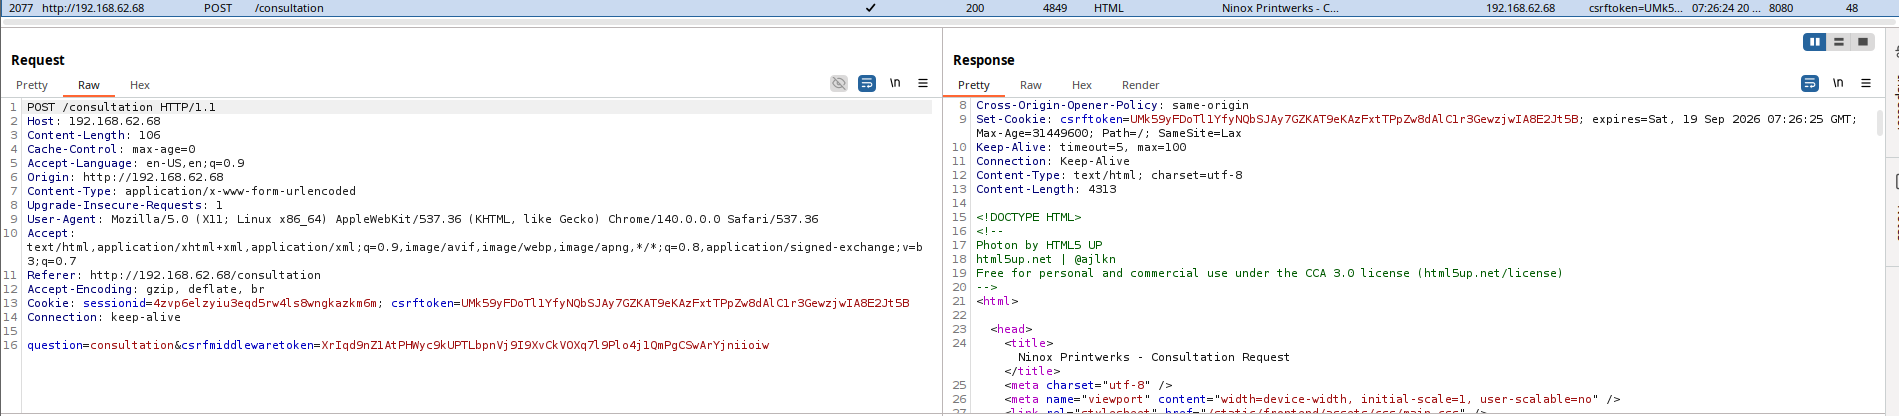 2077 http://192.168.62.68 POST /consultation ✓ 200 4849 HTML Ninox Printwerks - C... 192.168.62.68 csrftoken=UMk5... 07:26:24 20 ... 8080 48
Request
Pretty Raw Hex \n
1 POST /consultation HTTP/1.1
2 Host: 192.168.62.68
3 Content-Length: 106
4 Cache-Control: max-age=0
5 Accept-Language: en-US,en;q=0.9
6 Origin: http://192.168.62.68
7 Content-Type: application/x-www-form-urlencoded
8 Upgrade-Insecure-Requests: 1
9 User-Agent: Mozilla/5.0 (X11; Linux x86_64) AppleWebKit/537.36 (KHTML, like Gecko) Chrome/140.0.0.0 Safari/537.36
10 Accept:
text/html,application/xhtml+xml,application/xml;q=0.9,image/avif,image/webp,image/apng,*/*;q=0.8,application/signed-exchange;v=b
3;q=0.7
11 Referer: http://192.168.62.68/consultation
12 Accept-Encoding: gzip, deflate, br
13 Cookie: sessionid=4zvp6elzyiu3eqd5rw4ls8wngkazkm6m; csrftoken=UMk59yFDoTl1YfyNQbSJAy7GZKAT9eKAzFxtTPpZw8dAlC1r3GewzjwIA8E2Jt5B
14 Connection: keep-alive
15
16 question=consultation&csrfmiddlewaretoken=XrIqd9nZ1AtPHWyc9kUPTLbpnVj9I9XvCkVOXq7l9Plo4j1QmPgCSwArYjniioiw
Response
Pretty Raw Hex Render \n
8 Cross-Origin-Opener-Policy: same-origin
9 Set-Cookie: csrftoken=UMk59yFDoTl1YfyNQbSJAy7GZKAT9eKAzFxtTPpZw8dAlC1r3GewzjwIA8E2Jt5B; expires=Sat, 19 Sep 2026 07:26:25 GMT;
Max-Age=31449600; Path=/; SameSite=Lax
10 Keep-Alive: timeout=5, max=100
11 Connection: Keep-Alive
12 Content-Type: text/html; charset=utf-8
13 Content-Length: 4313
14
15 <!DOCTYPE HTML>
16 <!--
17 Photon by HTML5 UP
18 html5up.net | @ajlkn
19 Free for personal and commercial use under the CCA 3.0 license (html5up.net/license)
20 -->
21 <html>
22
23 <head>
24 <title>
Ninox Printwerks - Consultation Request
</title>
25 <meta charset="utf-8" />
26 <meta name="viewport" content="width=device-width, initial-scale=1, user-scalable=no" />
27 <link rel="stylesheet" href="/static/frontend/assets/css/main.css" />